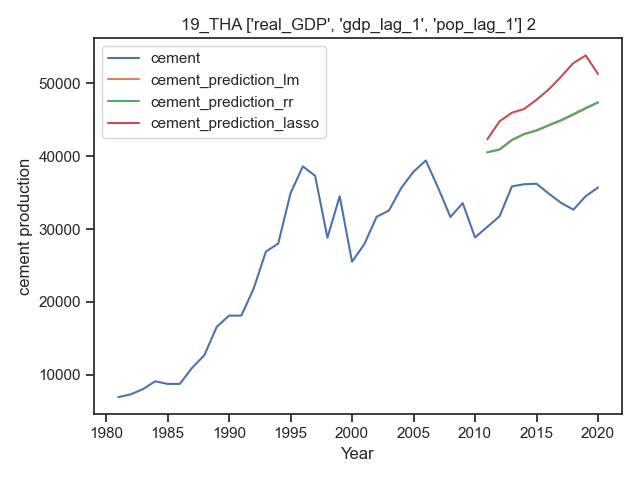 19_THA ['real_GDP', 'gdp_lag_1', 'pop_lag_1'] 2
cement
cement_prediction_lm
cement_prediction_rr
cement_prediction_lasso
cement production
50000
40000
30000
20000
10000
1980 1985 1990 1995 2000 2005 2010 2015 2020
Year